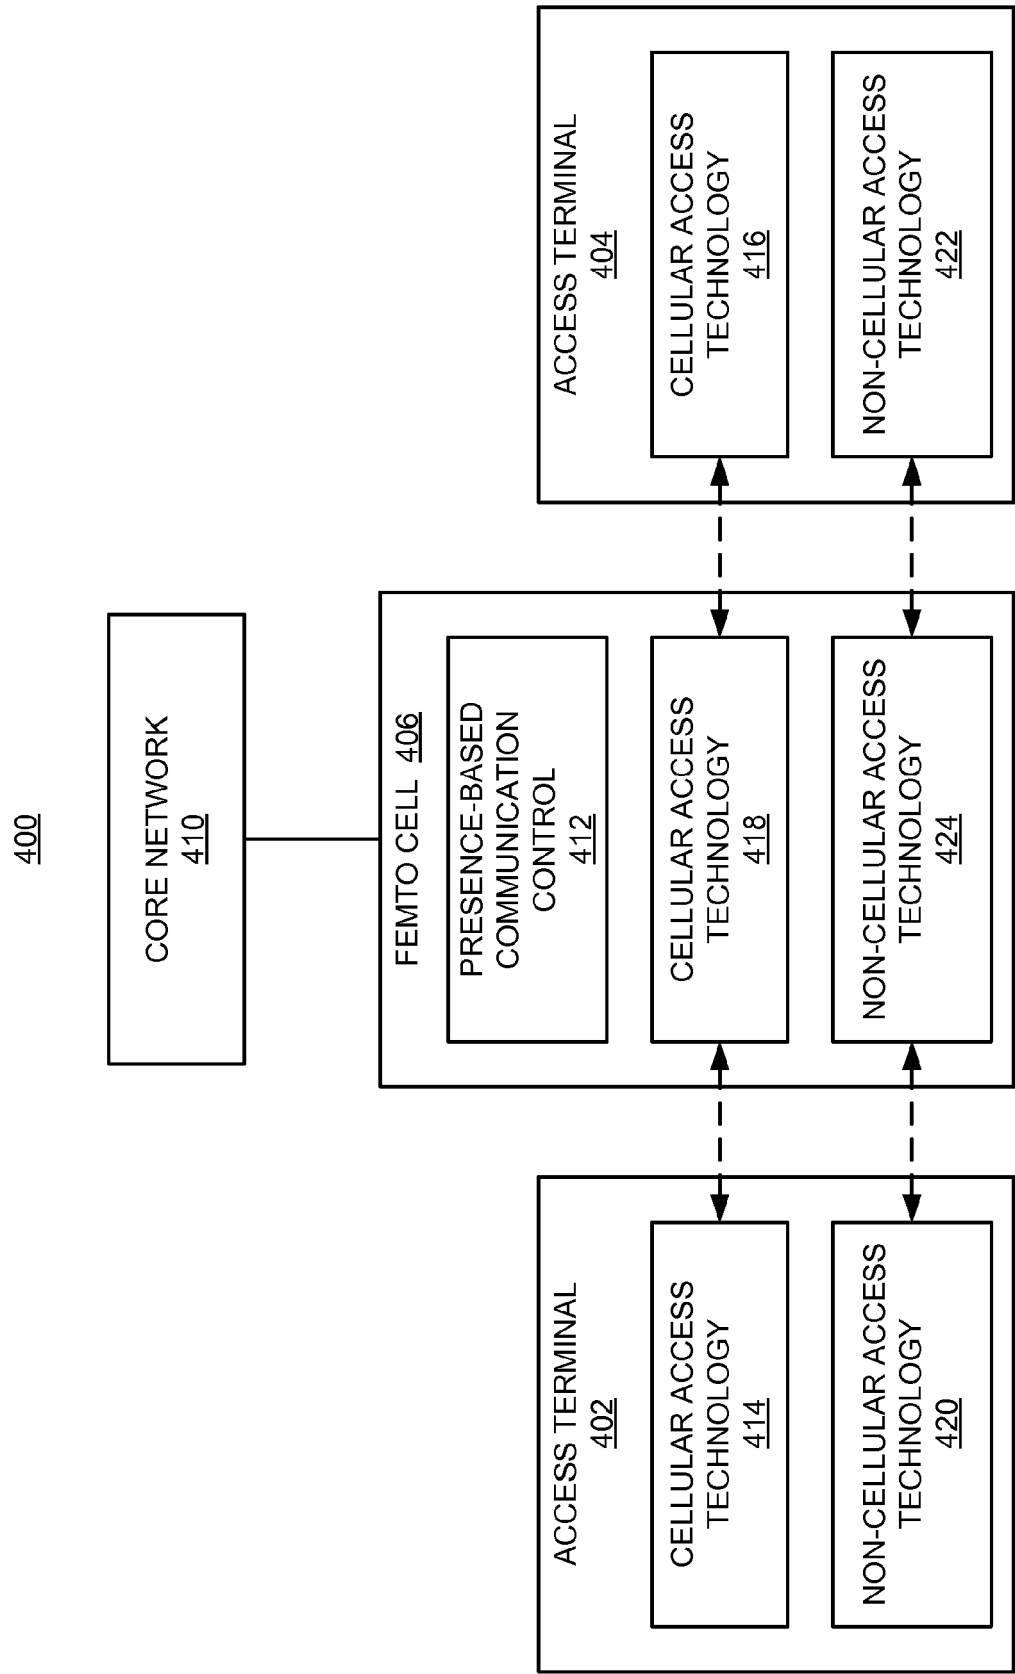 400
CORE NETWORK
410
FEMTO CELL 406
PRESENCE-BASED
COMMUNICATION
CONTROL
412
CELLULAR ACCESS
TECHNOLOGY
418
NON-CELLULAR ACCESS
TECHNOLOGY
424
ACCESS TERMINAL
402
CELLULAR ACCESS
TECHNOLOGY
414
NON-CELLULAR ACCESS
TECHNOLOGY
420
ACCESS TERMINAL
404
CELLULAR ACCESS
TECHNOLOGY
416
NON-CELLULAR ACCESS
TECHNOLOGY
422